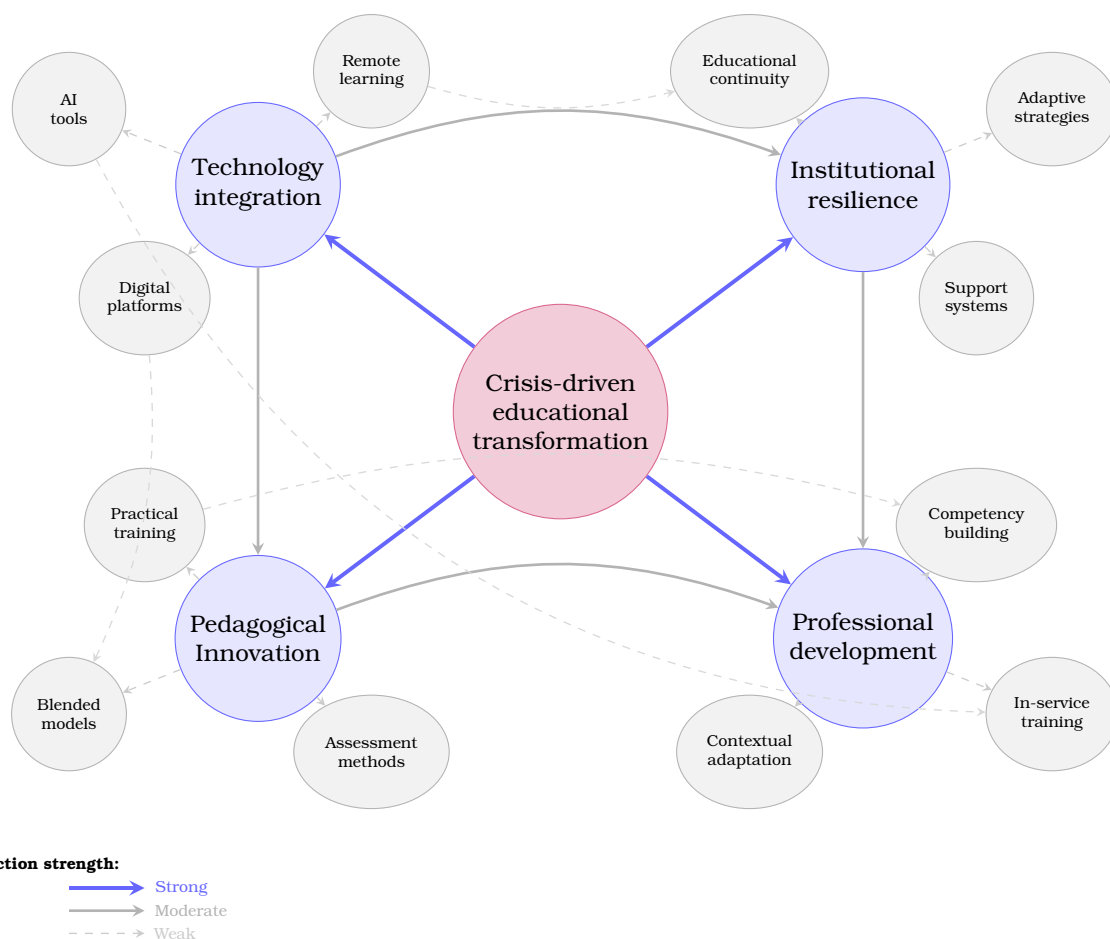 Remote
learning
Educational
continuity
AI
tools
Adaptive
strategies
Technology
integration
Institutional
resilience
Digital
platforms
Support
systems
Crisis-driven
educational
transformation
Practical
training
Competency
building
Pedagogical
Innovation
Professional
development
Blended
models
In-service
training
Assessment
methods
Contextual
adaptation
ction strength:
Strong
Moderate
Weak